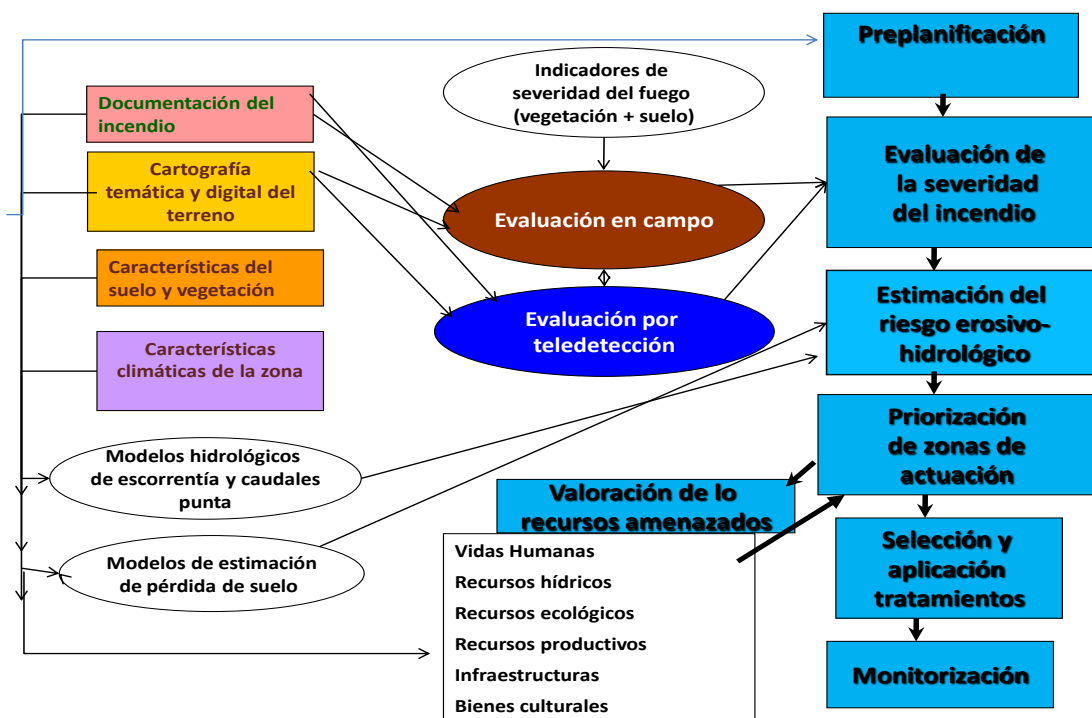 Preplanificación
Indicadores de
severidad del fuego
(vegetación + suelo)
Documentación del
incendio
Cartografía
temática y digital del
terreno
Evaluación de
la severidad
del incendio
Evaluación en campo
Características del
suelo y vegetación
Evaluación por
teledetección
Estimación del
riesgo erosivo-
hidrológico
Características
climáticas de la zona
Priorización
de zonas de
actuación
Modelos hidrológicos
de escorrentía y caudales
punta
Valoración de lo
recursos amenazados
Modelos de estimación
de pérdida de suelo
Vidas Humanas
Recursos hídricos
Recursos ecológicos
Recursos productivos
Infraestructuras
Bienes culturales
Selección y
aplicación
tratamientos
Monitorización